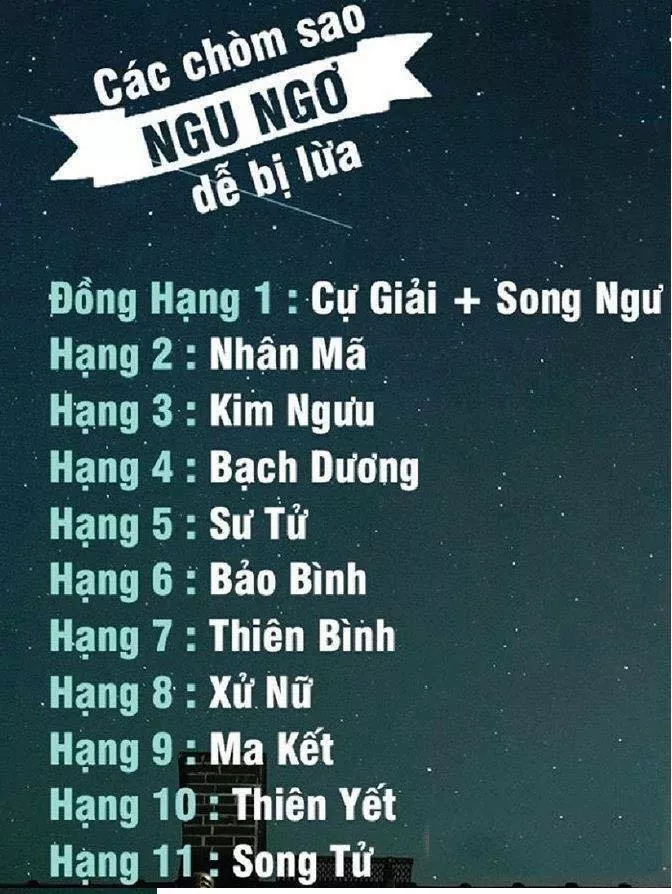 Các chòm sao
NGU NGƠ
dễ bị lừa
Đồng Hạng 1 : Cự Giải + Song Ngư
Hạng 2 : Nhân Mã
Hạng 3 : Kim Ngưu
Hạng 4 : Bạch Dương
Hạng 5 : Sư Tử
Hạng 6 : Bảo Bình
Hạng 7 : Thiên Bình
Hạng 8 : Xử Nữ
Hạng 9 : Ma Kết
Hạng 10 : Thiên Yết
Hạng 11 : Song Tử